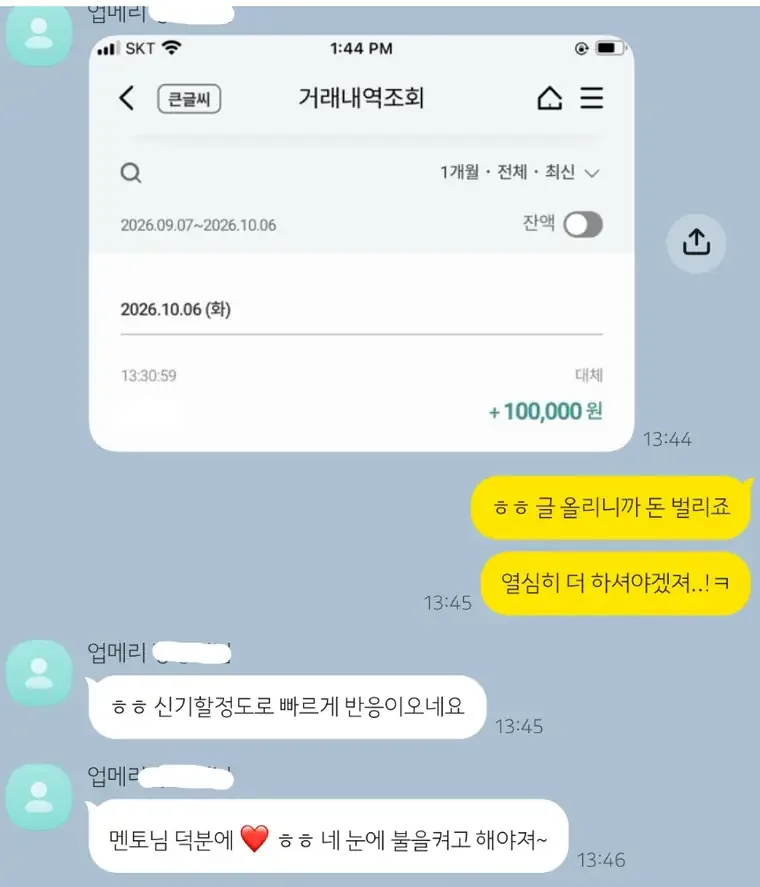 업메리
SKT 1:44 PM
큰글씨 거래내역조회
1개월 · 전체 · 최신
2026.09.07~2026.10.06 잔액
2026.10.06 (화)
13:30:59 대체
+100,000 원
13:44
ㅎㅎ 글 올리니까 돈 벌리죠
열심히 더 하셔야겠져..!ㅋ
13:45
업메리
ㅎㅎ 신기할정도로 빠르게 반응이오네요
13:45
업메리
멘토님 덕분에 ❤️ ㅎㅎ 네 눈에 불을켜고 해야져~
13:46